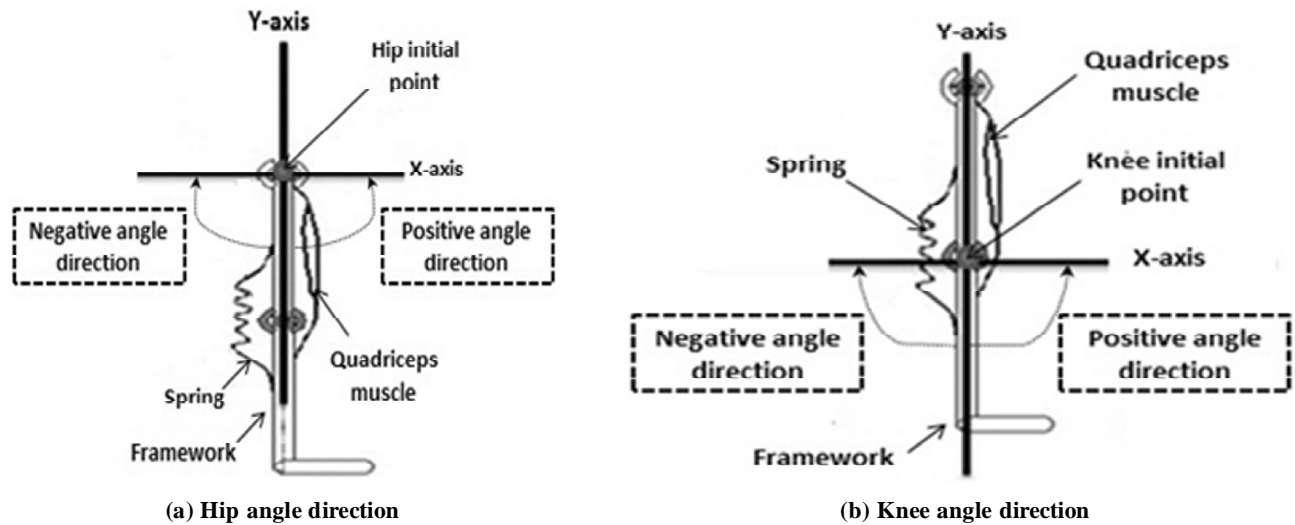 Y-axis
Hip initial
point
X-axis
Negative angle
direction
Positive angle
direction
Quadriceps
muscle
Spring
Framework
(a) Hip angle direction
Y-axis
Quadriceps
muscle
Spring
Knee initial
point
X-axis
Negative angle
direction
Positive angle
direction
Framework
(b) Knee angle direction